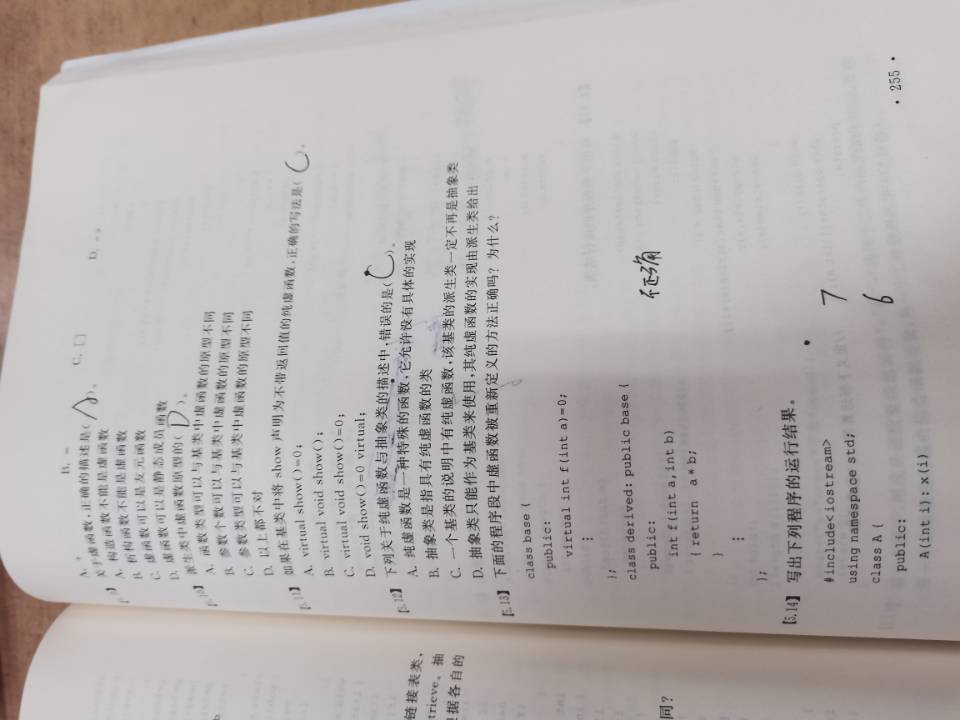 A. +
B. =
C. []
D. ->
【5.9】 关于虚函数,正确的描述是( A )。
A. 构造函数不能是虚函数
B. 析构函数不能是虚函数
C. 虚函数可以是友元函数
D. 虚函数可以是静态成员函数
【5.10】 派生类中虚函数原型的( D )。
A. 函数类型可以与基类中虚函数的原型不同
B. 参数个数可以与基类中虚函数的原型不同
C. 参数类型可以与基类中虚函数的原型不同
D. 以上都不对
【5.11】 如果在基类中将 show 声明为不带返回值的纯虚函数,正确的写法是( C )。
A. virtual show()=0;
B. virtual void show();
C. virtual void show()=0;
D. void show()=0 virtual;
【5.12】 下列关于纯虚函数与抽象类的描述中,错误的是( C )。
A. 纯虚函数是一种特殊的函数,它允许没有具体的实现
B. 抽象类是指具有纯虚函数的类
C. 一个基类的说明中有纯虚函数,该基类的派生类一定不再是抽象类
D. 抽象类只能作为基类来使用,其纯虚函数的实现由派生类给出
【5.13】 下面的程序段中虚函数被重新定义的方法正确吗? 为什么?
class base {
public:
virtual int f(int a)=0;
⋮
};
class derived: public base {
public:
int f(int a,int b)
{ return a*b;
}
⋮
};
不正确
【5.14】 写出下列程序的运行结果。
#include<iostream>
using namespace std;
class A {
public:
A(int i): x(i)
7
6
· 255 ·
链接表类,
trieve。抽
根据各自的
同?